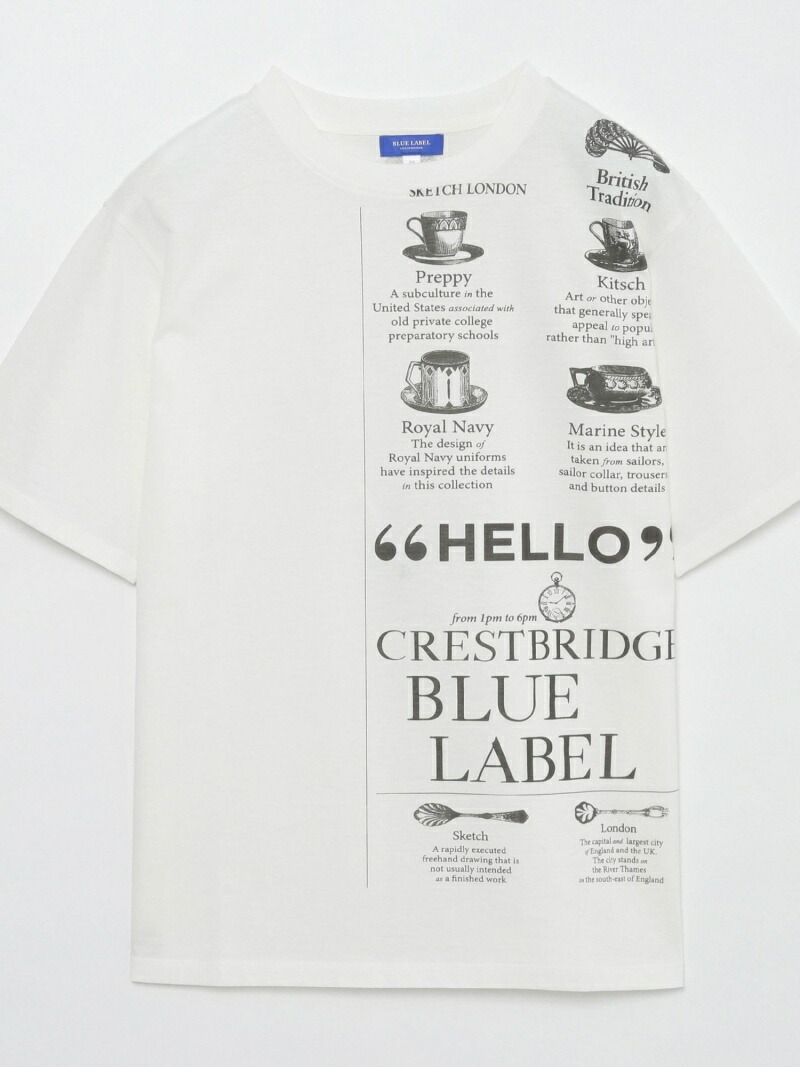 BLUE LABEL
SKETCH LONDON
British
Tradition
Preppy
A subculture in the
United States associated with
old private college
preparatory schools
Kitsch
Art or other obje
that generally spe
appeal to popu
rather than "high ar
Royal Navy
The design of
Royal Navy uniforms
have inspired the details
in this collection
Marine Style
It is an idea that ar
taken from sailors,
sailor collar, trouser
and button details
“HELLO”
from 1pm to 6pm
CRESTBRIDGE
BLUE
LABEL
Sketch
A rapidly executed
freehand drawing that is
not usually intended
as a finished work
London
The capital and largest city
of England and the UK.
The city stands on
the River Thames
in the south-east of England